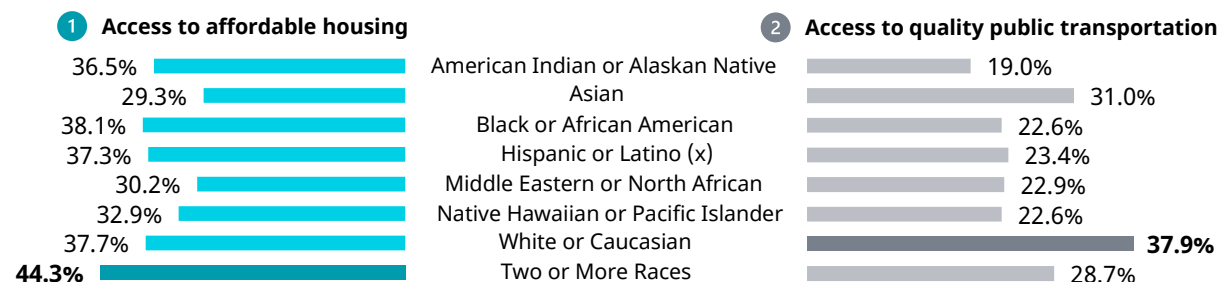 1 Access to affordable housing 2 Access to quality public transportation
36.5% American Indian or Alaskan Native 19.0%
29.3% Asian 31.0%
38.1% Black or African American 22.6%
37.3% Hispanic or Latino (x) 23.4%
30.2% Middle Eastern or North African 22.9%
32.9% Native Hawaiian or Pacific Islander 22.6%
37.7% White or Caucasian 37.9%
44.3% Two or More Races 28.7%